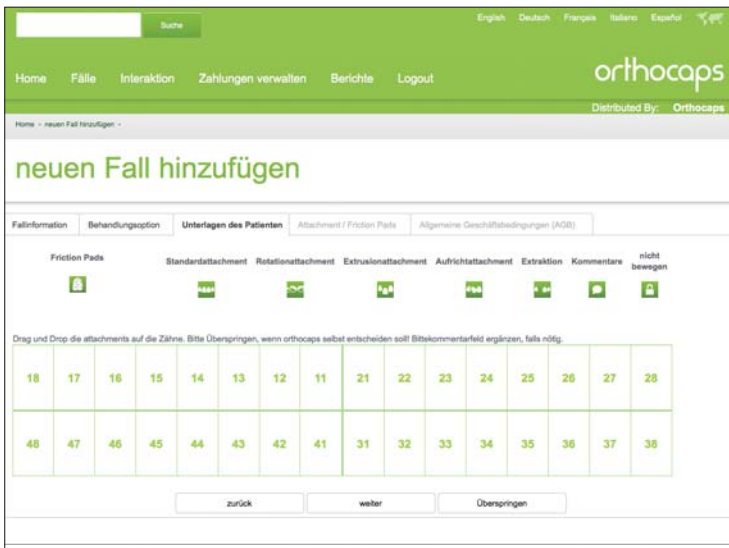 Suche
English Deutsch Français Italiano Español
Home Fälle Interaktion Zahlungen verwalten Berichte Logout
orthocaps
Distributed By: Orthocaps
Home - neuen Fall hinzufügen -
neuen Fall hinzufügen
Fallinformation Behandlungsoption Unterlagen des Patienten Attachment / Friction Pads Allgemeine Geschäftsbedingungen (AGB)
Friction Pads Standardattachment Rotationattachment Extrusionattachment Aufrichtattachment Extraktion Kommentare nicht bewegen
Drag und Drop die attachments auf die Zähne. Bitte Überspringen, wenn orthocaps selbst entscheiden soll! Bittekommentarfeld ergänzen, falls nötig.
18 17 16 15 14 13 12 11 21 22 23 24 25 26 27 28
48 47 46 45 44 43 42 41 31 32 33 34 35 36 37 38
zurück weiter Überspringen